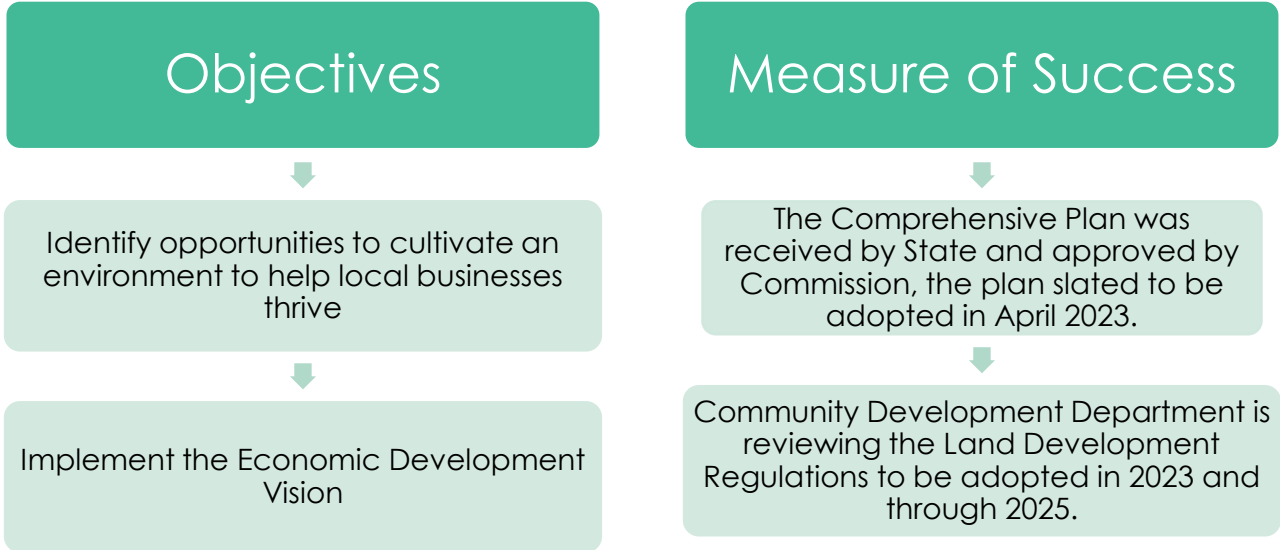 Objectives
Identify opportunities to cultivate an
environment to help local businesses
thrive
Implement the Economic Development
Vision
Measure of Success
The Comprehensive Plan was
received by State and approved by
Commission, the plan slated to be
adopted in April 2023.
Community Development Department is
reviewing the Land Development
Regulations to be adopted in 2023 and
through 2025.